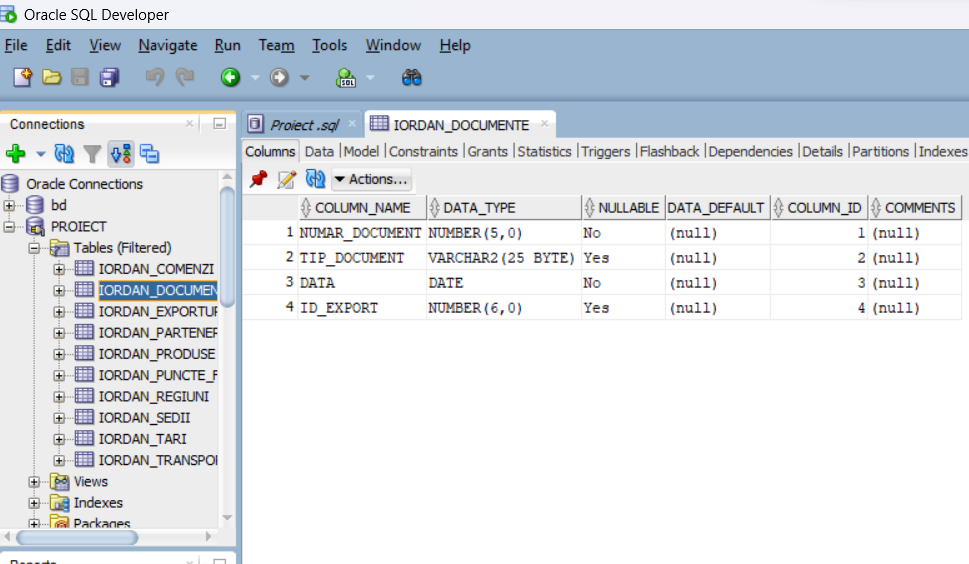 Oracle SQL Developer
File Edit View Navigate Run Team Tools Window Help
SQL
Connections
Oracle Connections
bd
PROIECT
Tables (Filtered)
IORDAN_COMENZI
IORDAN_DOCUMEN
IORDAN_EXPORTUR
IORDAN_PARTENER
IORDAN_PRODUSE
IORDAN_PUNCTE_F
IORDAN_REGIUNI
IORDAN_SEDII
IORDAN_TARI
IORDAN_TRANSPOR
Views
Indexes
Packages
Reports
Proiect .sql IORDAN_DOCUMENTE
Columns Data Model Constraints Grants Statistics Triggers Flashback Dependencies Details Partitions Indexes
Actions...
COLUMN_NAME DATA_TYPE NULLABLE DATA_DEFAULT COLUMN_ID COMMENTS
1 NUMAR_DOCUMENT NUMBER(5,0) No (null) 1 (null)
2 TIP_DOCUMENT VARCHAR2(25 BYTE) Yes (null) 2 (null)
3 DATA DATE No (null) 3 (null)
4 ID_EXPORT NUMBER(6,0) Yes (null) 4 (null)